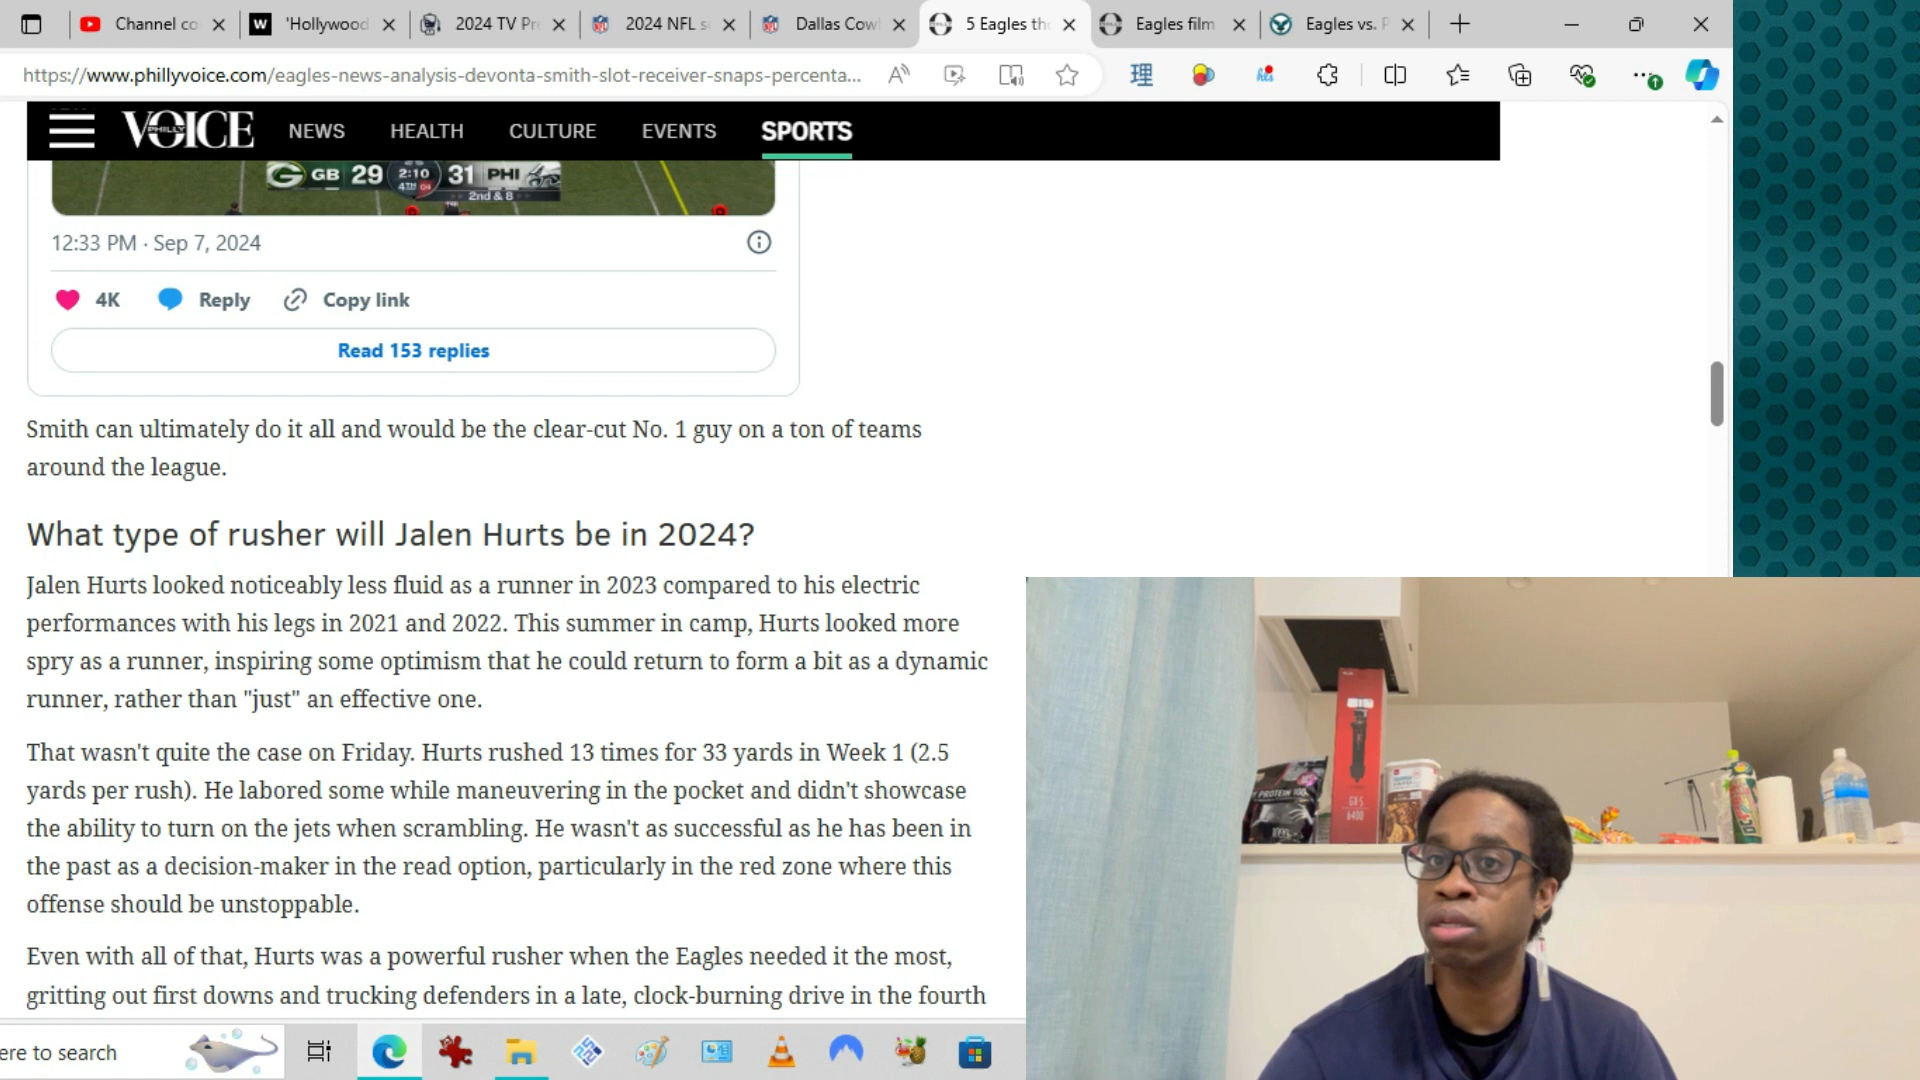 Channel co
'Hollywood
2024 TV Pr
2024 NFL s
Dallas Cow
5 Eagles th
Eagles film
Eagles vs.
https://www.phillyvoice.com/eagles-news-analysis-devonta-smith-slot-receiver-snaps-percenta...
PHILLY VOICE
NEWS
HEALTH
CULTURE
EVENTS
SPORTS
GB 29 2:10 31 PHI
4TH 04
2nd & 8
12:33 PM · Sep 7, 2024
4K Reply Copy link
Read 153 replies
Smith can ultimately do it all and would be the clear-cut No. 1 guy on a ton of teams
around the league.
What type of rusher will Jalen Hurts be in 2024?
Jalen Hurts looked noticeably less fluid as a runner in 2023 compared to his electric
performances with his legs in 2021 and 2022. This summer in camp, Hurts looked more
spry as a runner, inspiring some optimism that he could return to form a bit as a dynamic
runner, rather than "just" an effective one.
That wasn't quite the case on Friday. Hurts rushed 13 times for 33 yards in Week 1 (2.5
yards per rush). He labored some while maneuvering in the pocket and didn't showcase
the ability to turn on the jets when scrambling. He wasn't as successful as he has been in
the past as a decision-maker in the read option, particularly in the red zone where this
offense should be unstoppable.
Even with all of that, Hurts was a powerful rusher when the Eagles needed it the most,
gritting out first downs and trucking defenders in a late, clock-burning drive in the fourth
ere to search
理
PROTEIN 100